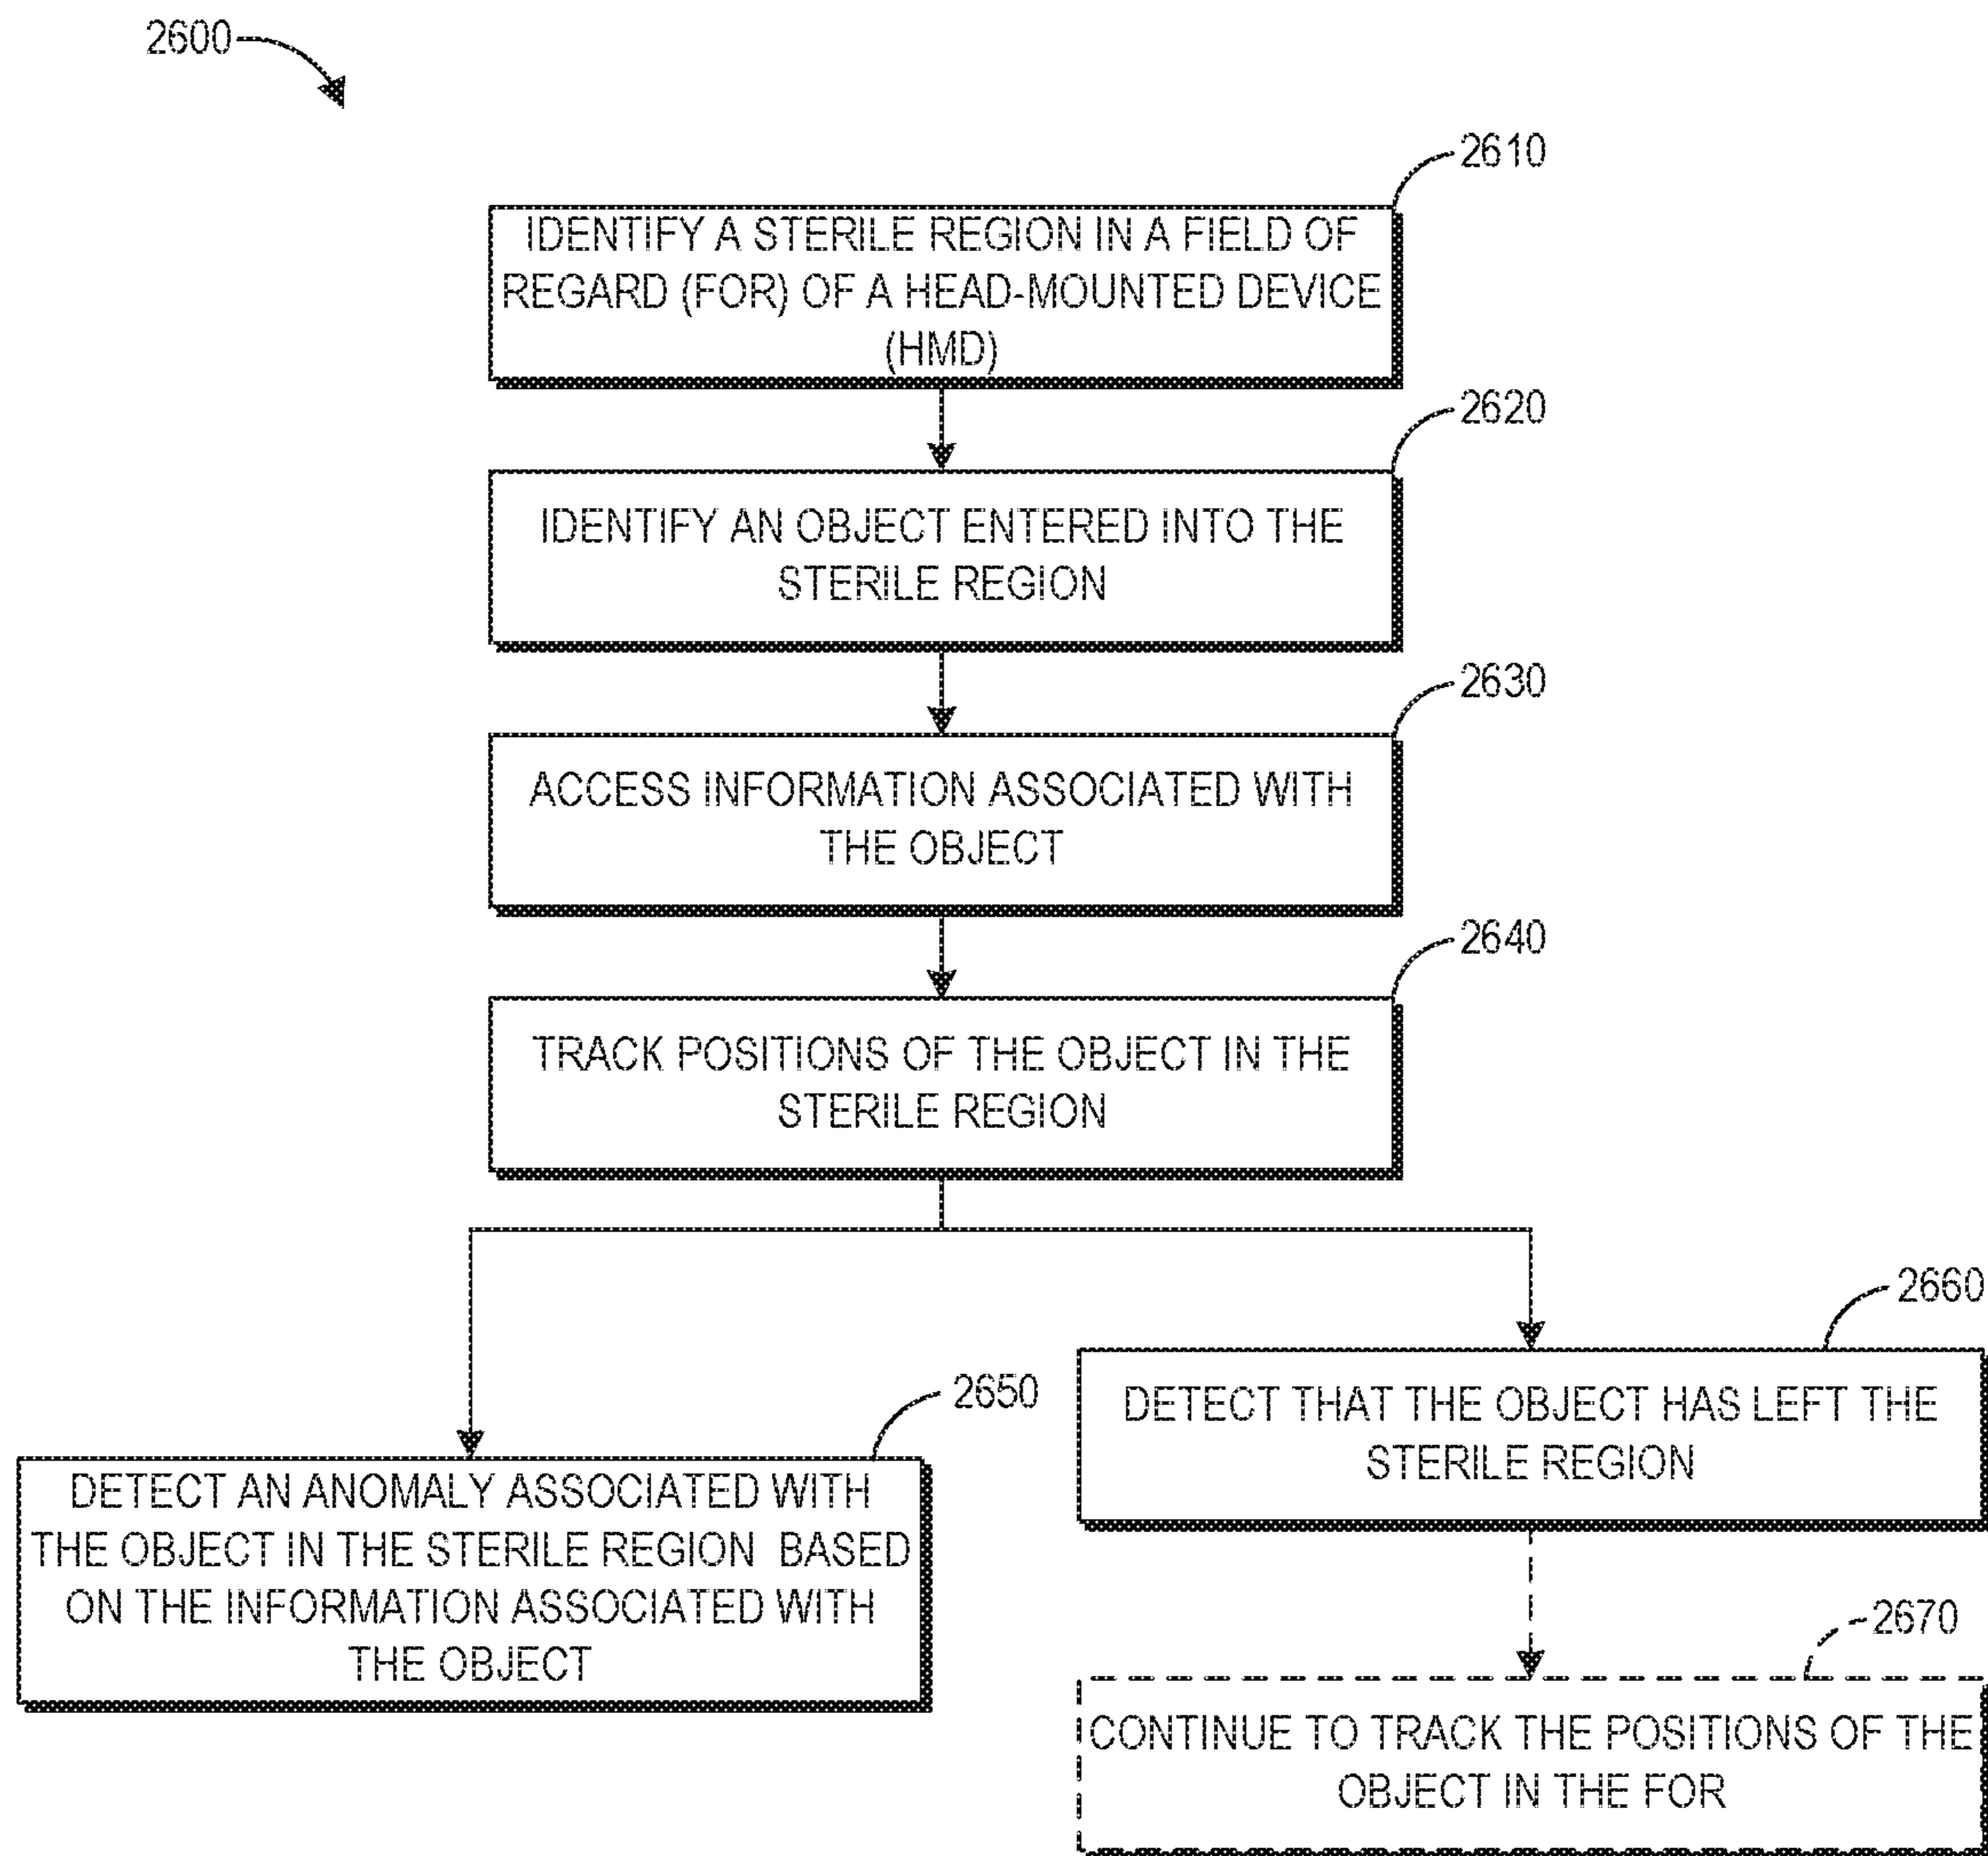 2600
2610
IDENTIFY A STERILE REGION IN A FIELD OF
REGARD (FOR) OF A HEAD-MOUNTED DEVICE
(HMD)
2620
IDENTIFY AN OBJECT ENTERED INTO THE
STERILE REGION
2630
ACCESS INFORMATION ASSOCIATED WITH
THE OBJECT
2640
TRACK POSITIONS OF THE OBJECT IN THE
STERILE REGION
2650
DETECT AN ANOMALY ASSOCIATED WITH
THE OBJECT IN THE STERILE REGION BASED
ON THE INFORMATION ASSOCIATED WITH
THE OBJECT
2660
DETECT THAT THE OBJECT HAS LEFT THE
STERILE REGION
2670
CONTINUE TO TRACK THE POSITIONS OF THE
OBJECT IN THE FOR